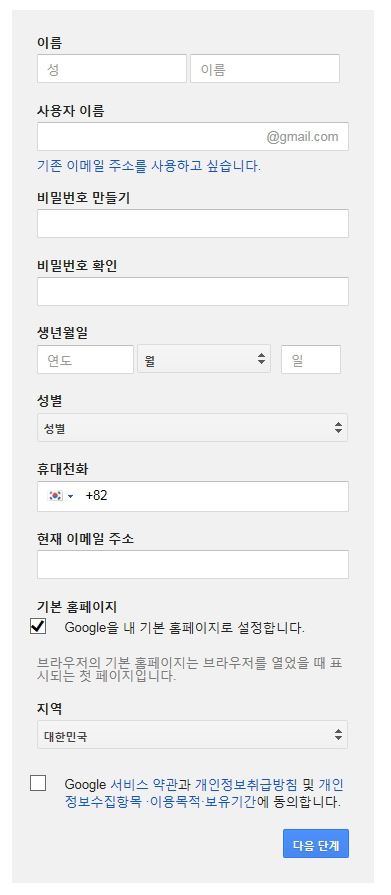 이름
성 이름
사용자 이름
@gmail.com
기존 이메일 주소를 사용하고 싶습니다.
비밀번호 만들기
비밀번호 확인
생년월일
연도 월 일
성별
성별
휴대전화
+82
현재 이메일 주소
기본 홈페이지
Google을 내 기본 홈페이지로 설정합니다.
브라우저의 기본 홈페이지는 브라우저를 열었을 때 표
시되는 첫 페이지입니다.
지역
대한민국
Google 서비스 약관과 개인정보취급방침 및 개인
정보수집항목 ·이용목적·보유기간에 동의합니다.
다음 단계